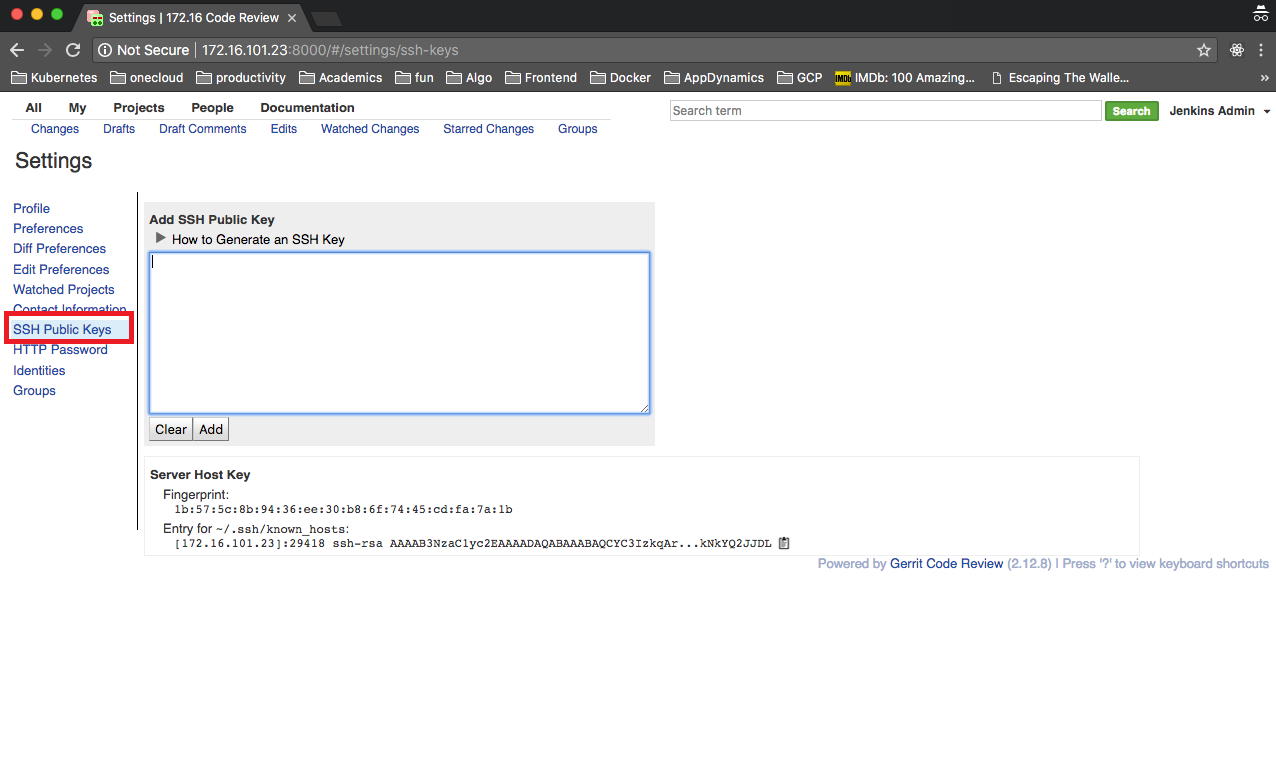 Settings | 172.16 Code Review
Not Secure 172.16.101.23:8000/#/settings/ssh-keys
Kubernetes onecloud productivity Academics fun Algo Frontend Docker AppDynamics GCP IMDb IMDb: 100 Amazing... Escaping The Walle... »
All My Projects People Documentation
Search term Search Jenkins Admin
Changes Drafts Draft Comments Edits Watched Changes Starred Changes Groups
Settings
Profile
Preferences
Diff Preferences
Edit Preferences
Watched Projects
Contact Information
SSH Public Keys
HTTP Password
Identities
Groups
Add SSH Public Key
How to Generate an SSH Key
Clear Add
Server Host Key
Fingerprint:
1b:57:5c:8b:94:36:ee:30:b8:6f:74:45:cd:fa:7a:1b
Entry for ~/.ssh/known_hosts:
[172.16.101.23]:29418 ssh-rsa AAAAB3NzaC1yc2EAAAADAQABAAABAQCYC3IzkqAr...kNkYQ2JJDL
Powered by Gerrit Code Review (2.12.8) | Press '?' to view keyboard shortcuts